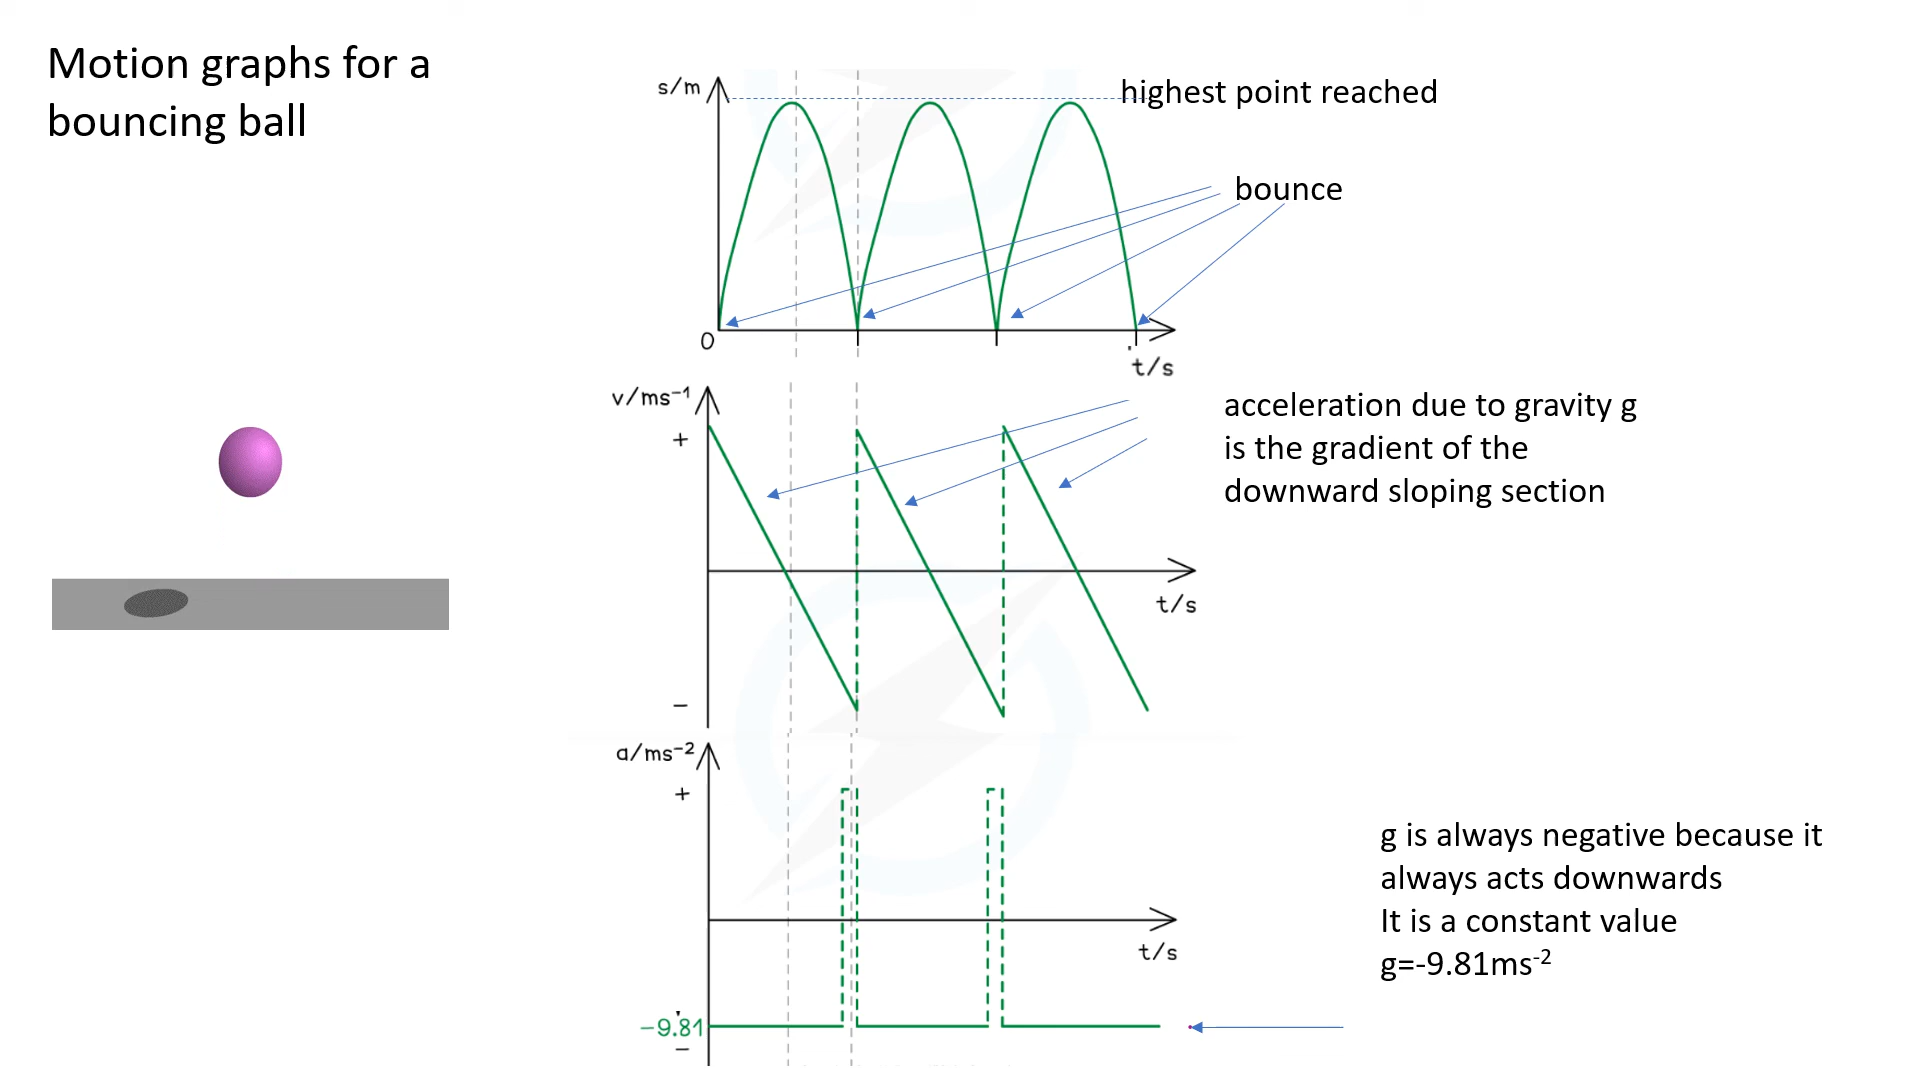 Motion graphs for a
bouncing ball
s/m
highest point reached
bounce
0
t/s
v/ms⁻¹
+
acceleration due to gravity g
is the gradient of the
downward sloping section
t/s
−
a/ms⁻²
+
g is always negative because it
always acts downwards
It is a constant value
g=-9.81ms⁻²
t/s
−9.81
−